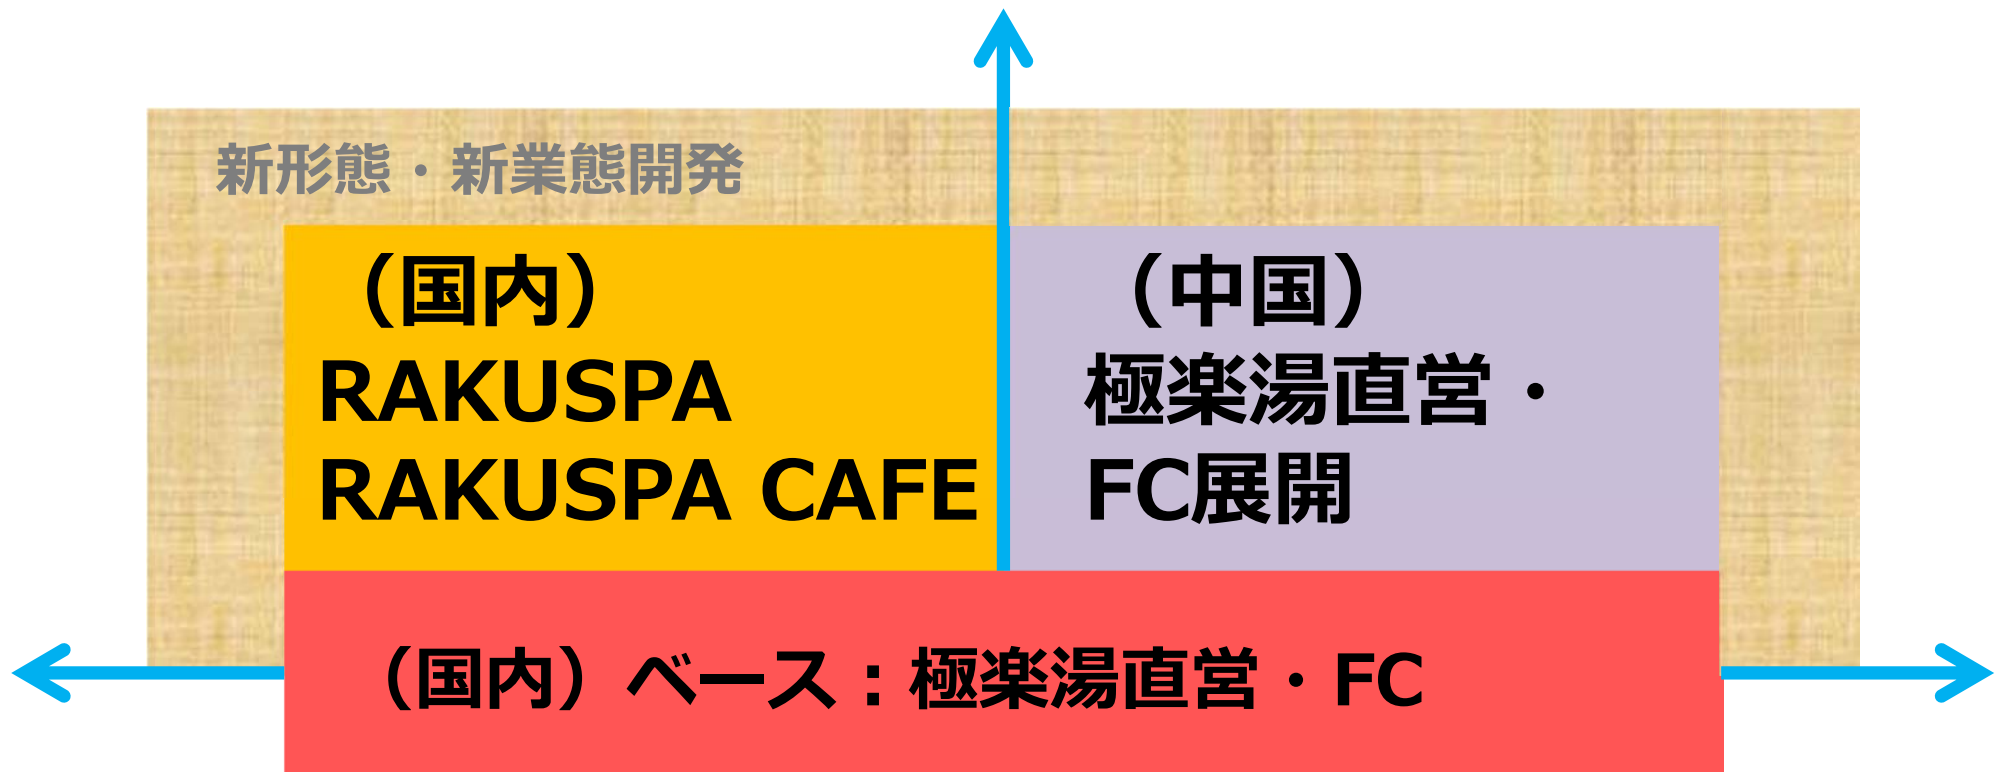 新形態・新業態開発
（国内）
RAKUSPA
RAKUSPA CAFE
（中国）
極楽湯直営・
FC展開
（国内）ベース：極楽湯直営・FC